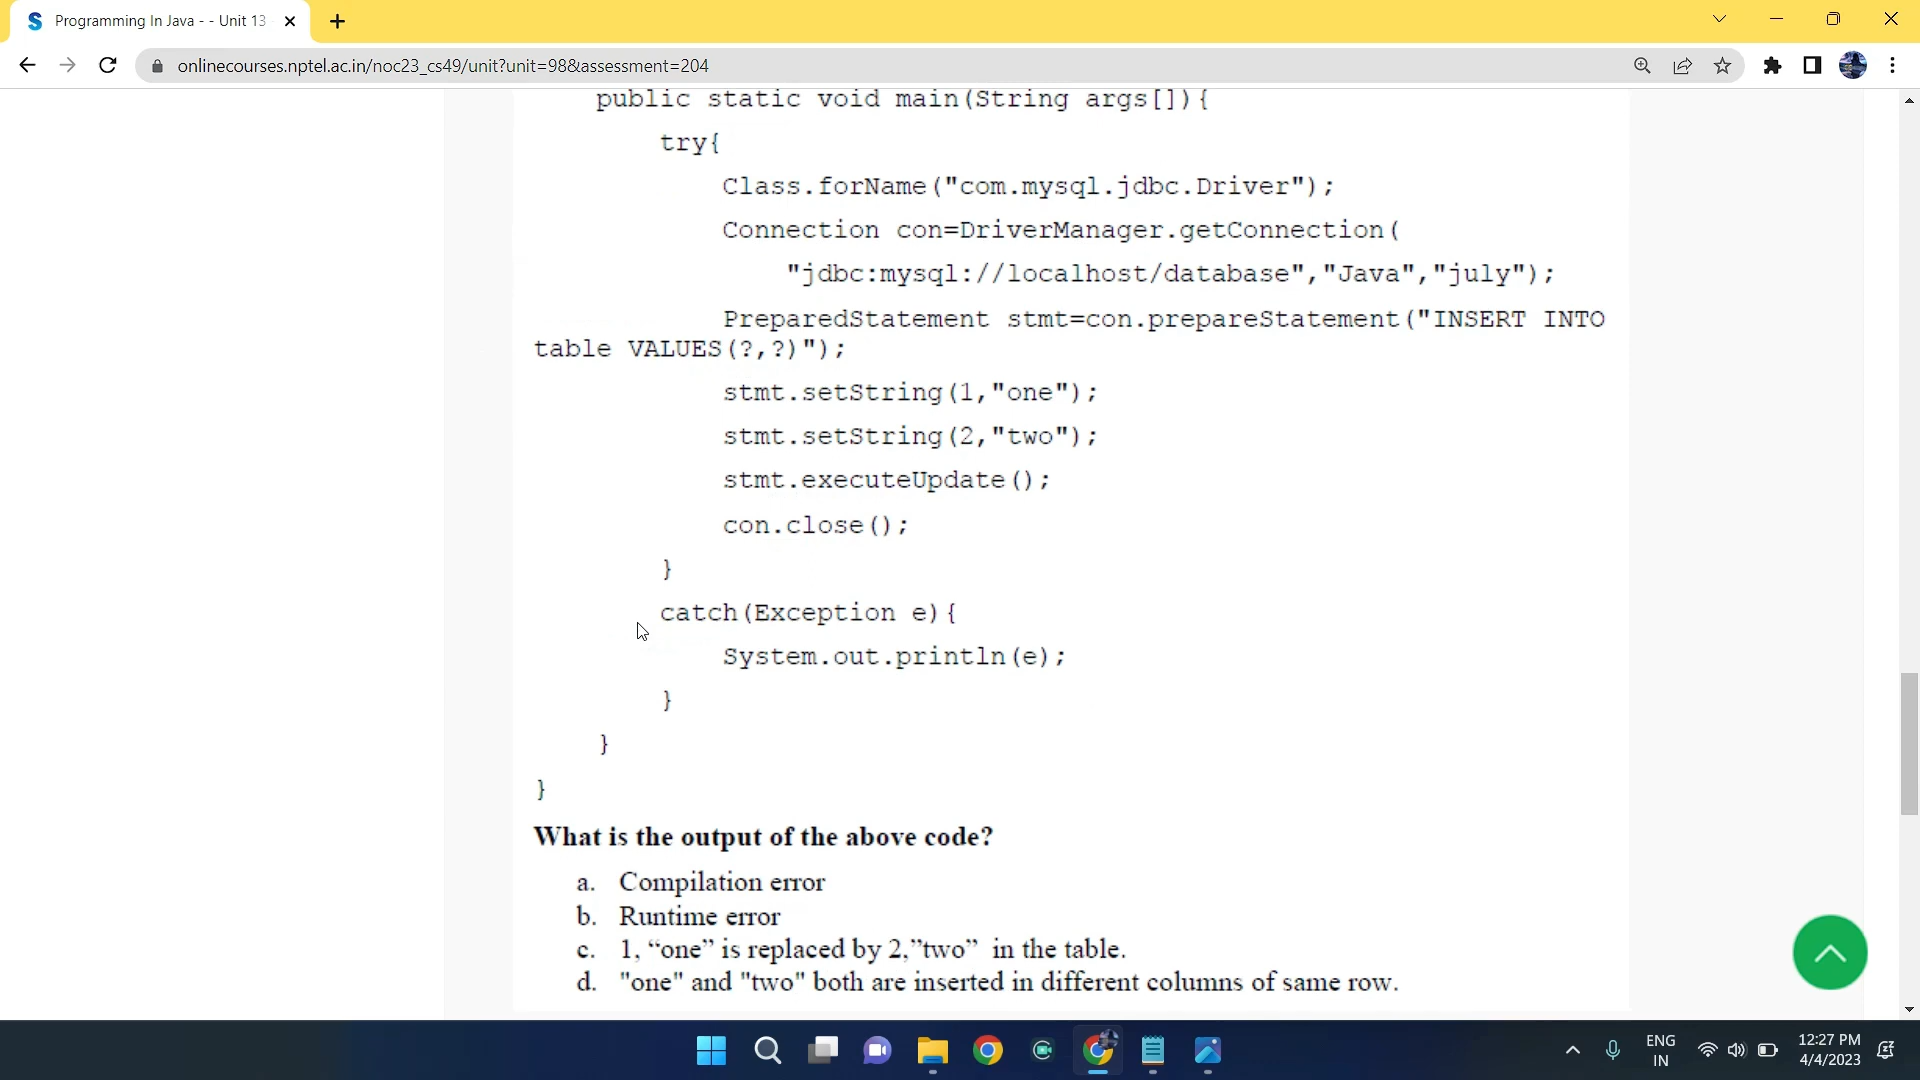 Programming In Java - - Unit 13
onlinecourses.nptel.ac.in/noc23_cs49/unit?unit=98&assessment=204
public static void main(String args[]){
try{
Class.forName("com.mysql.jdbc.Driver");
Connection con=DriverManager.getConnection(
"jdbc:mysql://localhost/database","Java","july");
PreparedStatement stmt=con.prepareStatement("INSERT INTO
table VALUES(?,?)");
stmt.setString(1,"one");
stmt.setString(2,"two");
stmt.executeUpdate();
con.close();
}
catch(Exception e){
System.out.println(e);
}
}
}
What is the output of the above code?
a. Compilation error
b. Runtime error
c. 1, “one” is replaced by 2,”two” in the table.
d. "one" and "two" both are inserted in different columns of same row.
ENG
IN
12:27 PM
4/4/2023